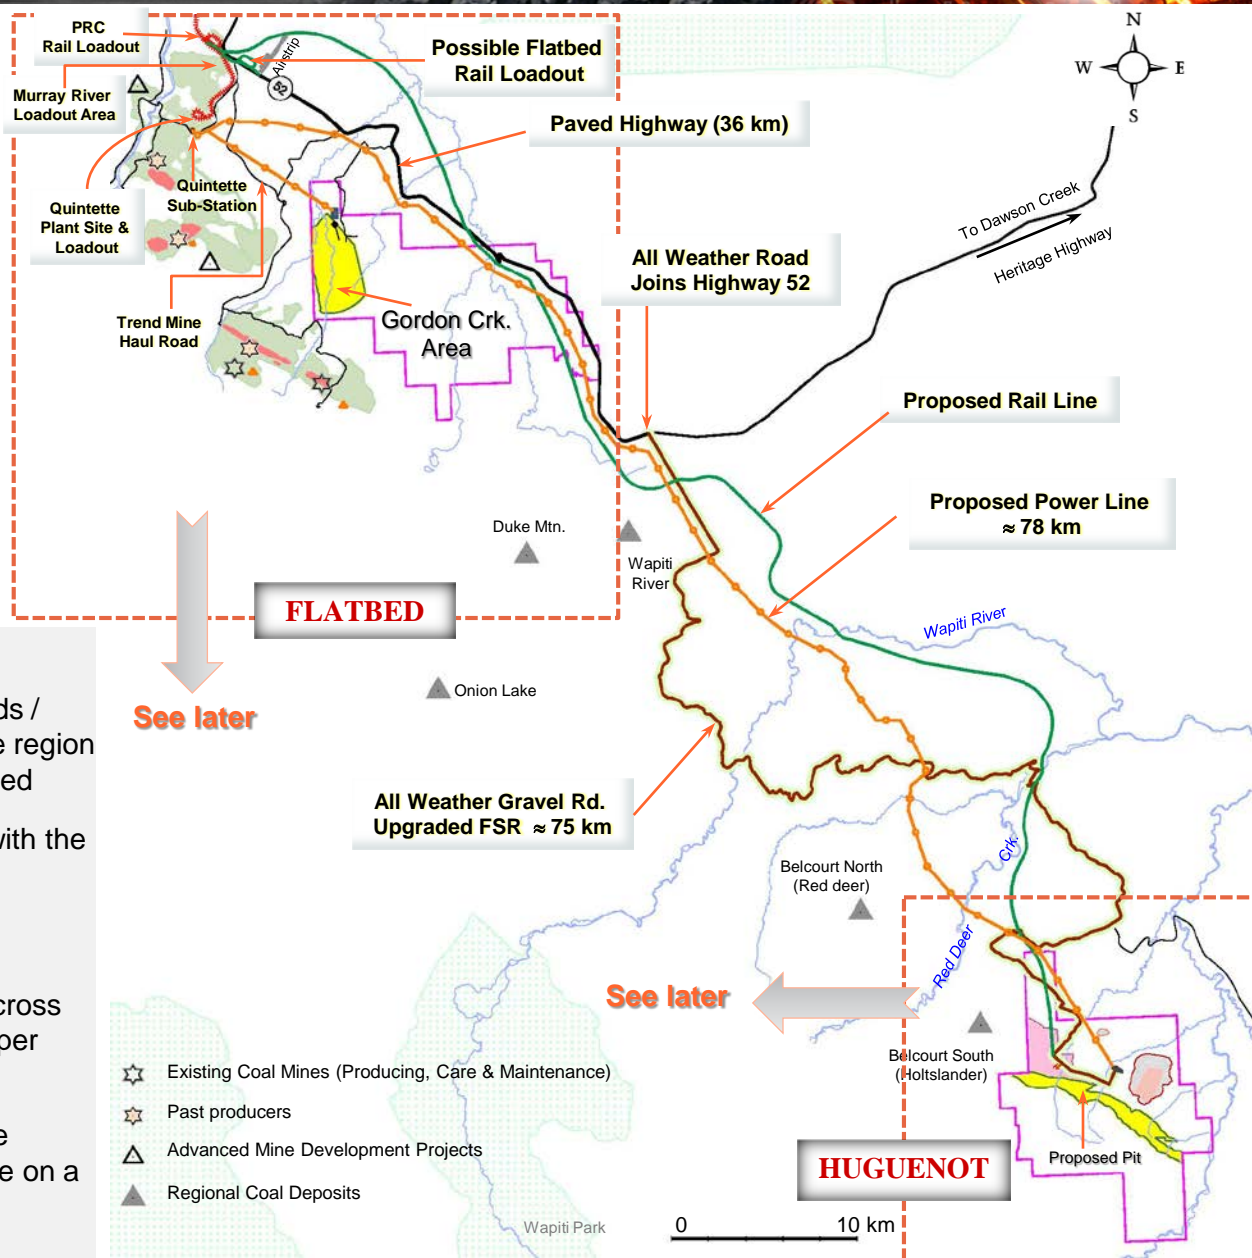 PRC
Rail Loadout
Murray River
Loadout Area
Airstrip
52
Possible Flatbed
Rail Loadout
Paved Highway (36 km)
N
W
E
S
Quintette
Sub-Station
Quintette
Plant Site &
Loadout
Trend Mine
Haul Road
Gordon Crk.
Area
All Weather Road
Joins Highway 52
To Dawson Creek
Heritage Highway
Proposed Rail Line
Proposed Power Line
≈ 78 km
Duke Mtn.
Wapiti
River
FLATBED
Wapiti River
Onion Lake
See later
ds /
e region
ed
with the
cross
per
e
e on a
All Weather Gravel Rd.
Upgraded FSR ≈ 75 km
Belcourt North
(Red deer)
Red Deer
Crk.
See later
Belcourt South
(Holtslander)
Existing Coal Mines (Producing, Care & Maintenance)
Past producers
Advanced Mine Development Projects
Regional Coal Deposits
HUGUENOT
Proposed Pit
Wapiti Park
0
10 km